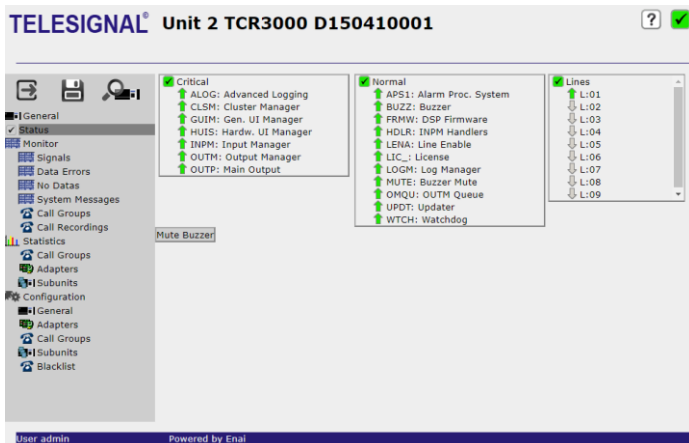 TELESIGNAL® Unit 2 TCR3000 D150410001
?
General
Status
Monitor
Signals
Data Errors
No Datas
System Messages
Call Groups
Call Recordings
Statistics
Call Groups
Adapters
Subunits
Configuration
General
Adapters
Call Groups
Subunits
Blacklist
Critical
ALOG: Advanced Logging
CLSM: Cluster Manager
GUIM: Gen. UI Manager
HUIS: Hardw. UI Manager
INPM: Input Manager
OUTM: Output Manager
OUTP: Main Output
Mute Buzzer
Normal
APS1: Alarm Proc. System
BUZZ: Buzzer
FRMW: DSP Firmware
HDLR: INPM Handlers
LENA: Line Enable
LIC_: License
LOGM: Log Manager
MUTE: Buzzer Mute
OMQU: OUTM Queue
UPDT: Updater
WTCH: Watchdog
Lines
L:01
L:02
L:03
L:04
L:05
L:06
L:07
L:08
L:09
User admin
Powered by Enai